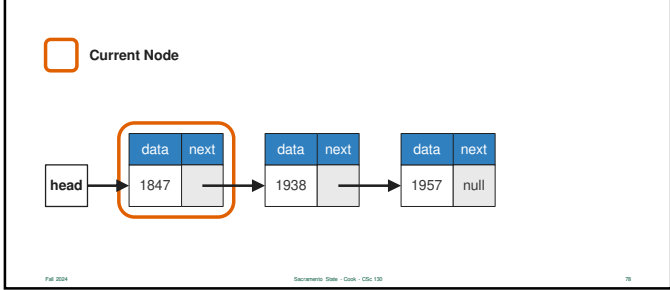 Current Node
data next data next data next
head 1847 1938 1957 null
Fall 2024 Sacramento State - Cook - CSc 130 78